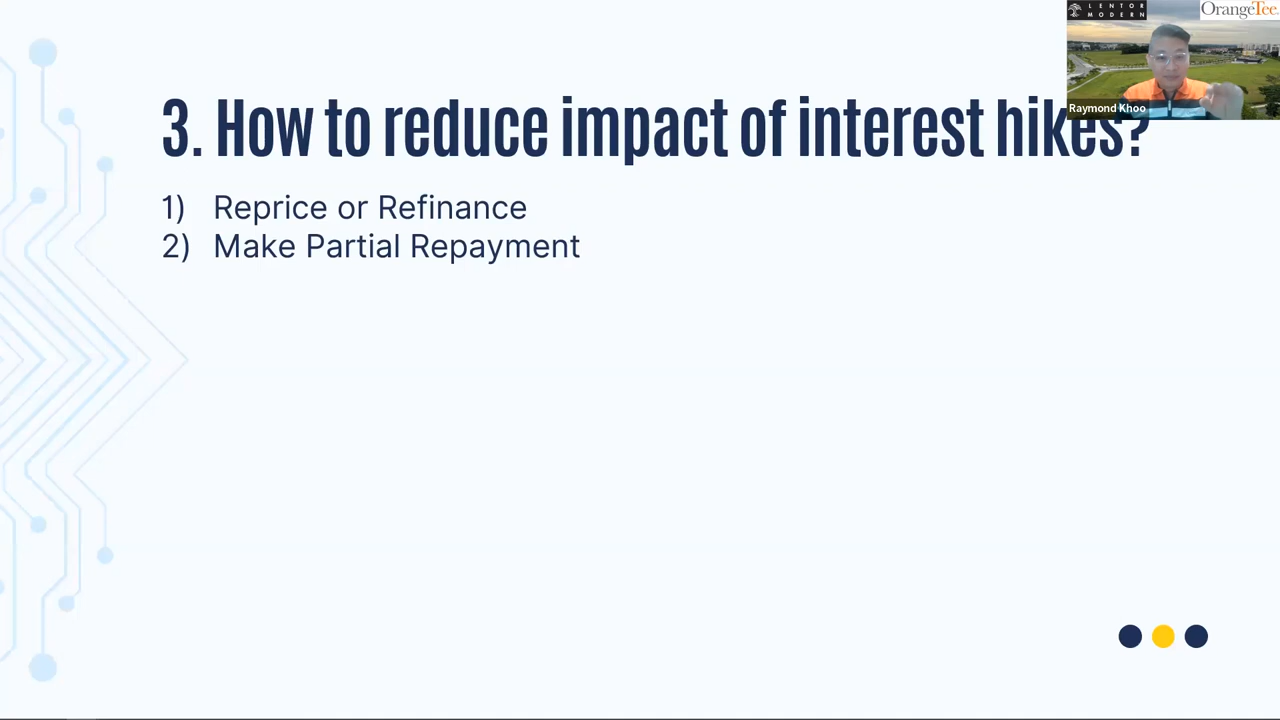 LENTOR
MODERN
OrangeTee
Raymond Khoo
3. How to reduce impact of interest hikes?
1) Reprice or Refinance
2) Make Partial Repayment